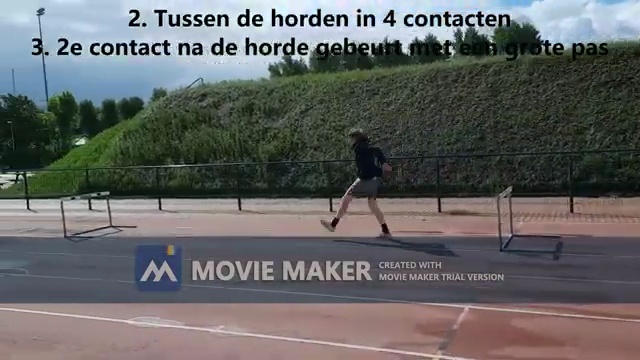 2. Tussen de horden in 4 contacten
3. 2e contact na de horde gebeurt met een grote pas
MOVIE MAKER
CREATED WITH
MOVIE MAKER TRIAL VERSION